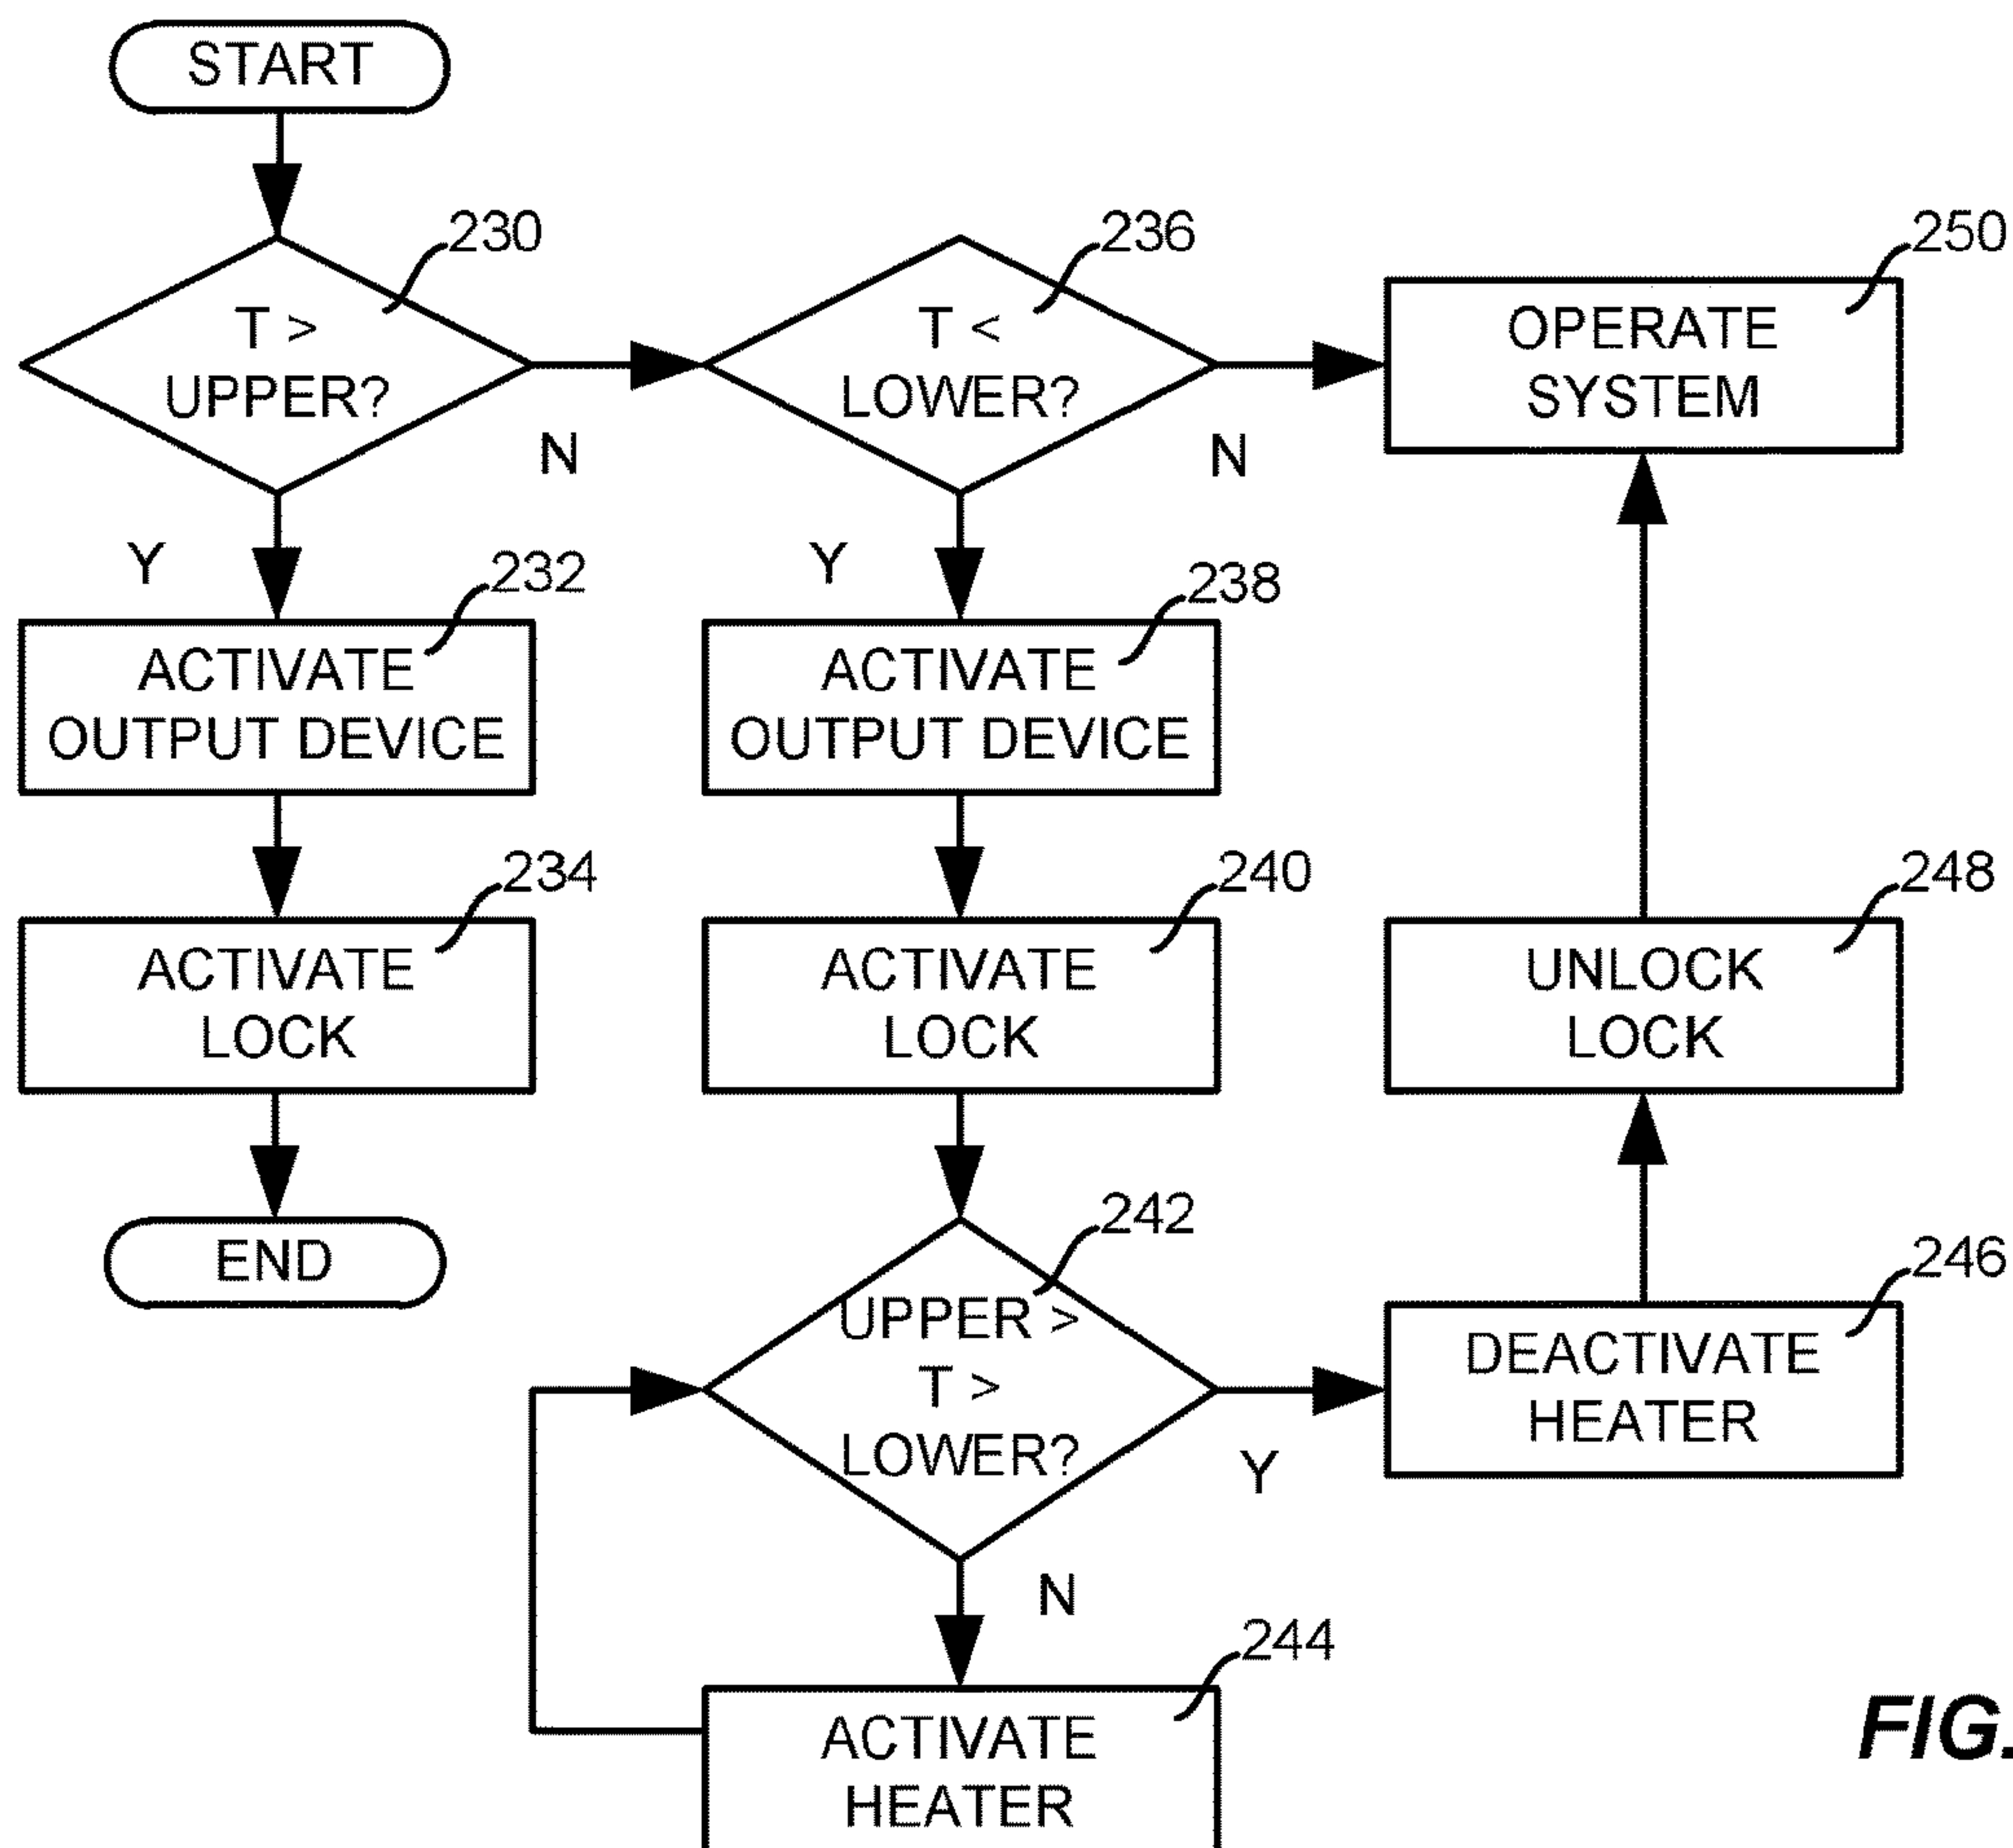 START
230
T >
UPPER?
N
Y
236
T <
LOWER?
N
Y
250
OPERATE
SYSTEM
232
ACTIVATE
OUTPUT DEVICE
238
ACTIVATE
OUTPUT DEVICE
234
ACTIVATE
LOCK
240
ACTIVATE
LOCK
248
UNLOCK
LOCK
END
242
UPPER >
T >
LOWER?
Y
N
246
DEACTIVATE
HEATER
244
ACTIVATE
HEATER
FIG.